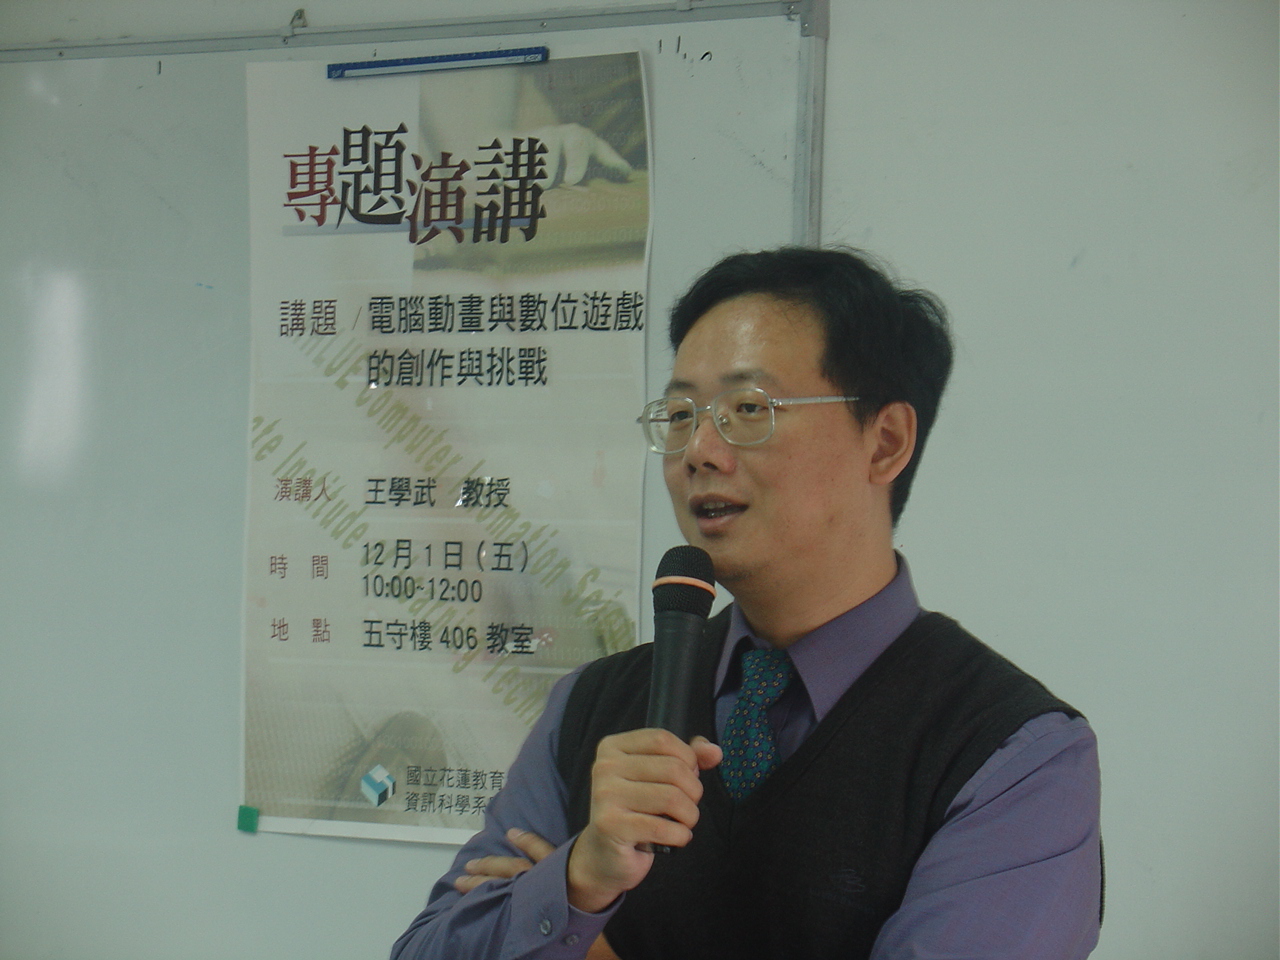 專題演講
講題 / 電腦動畫與數位遊戲
的創作與挑戰
演講人 王學武 教授
時 間 12月1日(五)
10:00~12:00
地 點 五守樓 406 教室
國立花蓮教育
資訊科學系
Computer
Institute